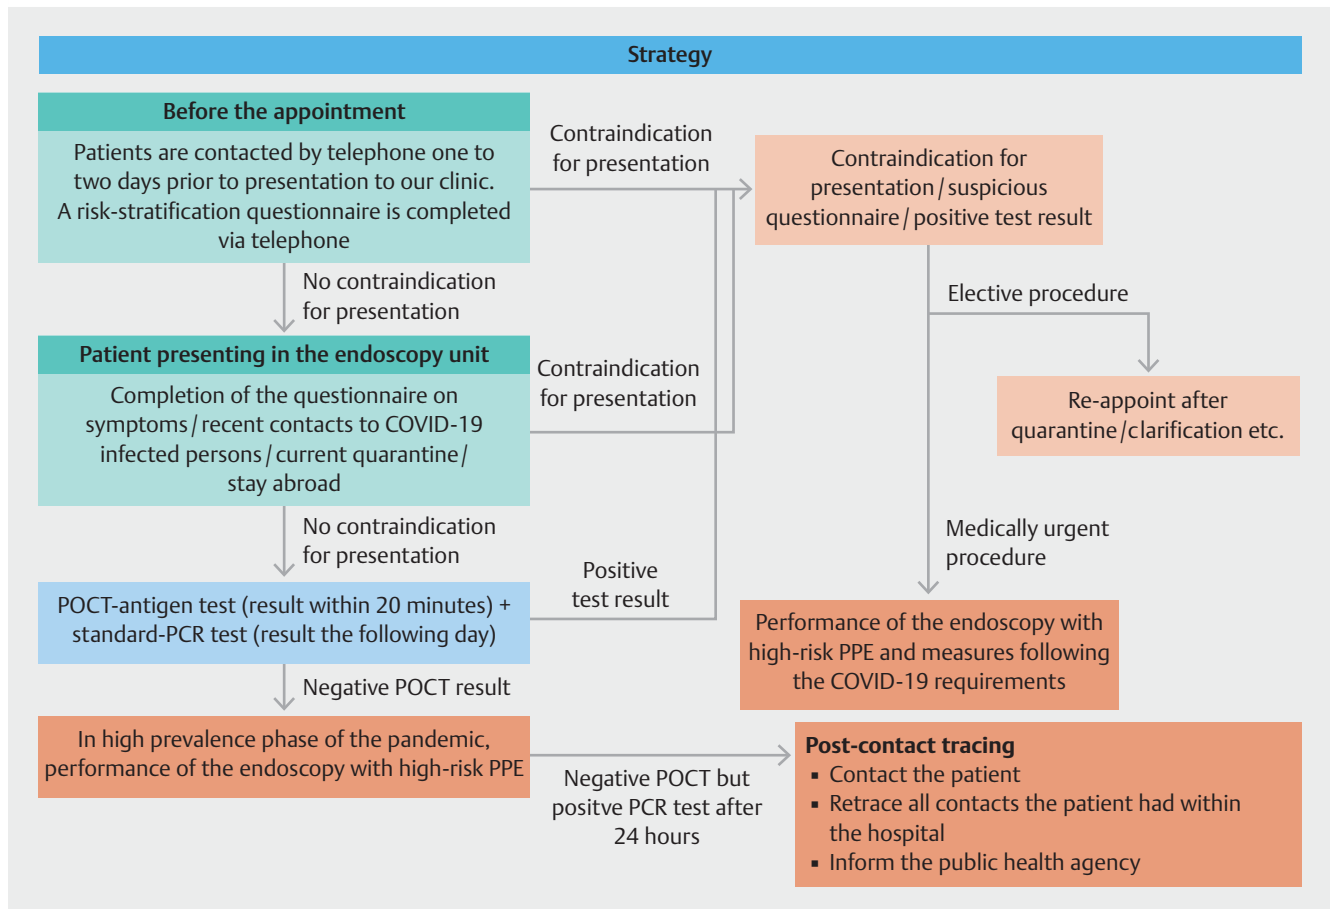 Strategy
Before the appointment
Patients are contacted by telephone one to
two days prior to presentation to our clinic.
A risk-stratification questionnaire is completed
via telephone
Contraindication
for presentation
Contraindication for
presentation / suspicious
questionnaire / positive test result
No contraindication
for presentation
Elective procedure
Patient presenting in the endoscopy unit
Completion of the questionnaire on
symptoms / recent contacts to COVID-19
infected persons / current quarantine /
stay abroad
Contraindication
for presentation
Re-appoint after
quarantine / clarification etc.
No contraindication
for presentation
Medically urgent
procedure
POCT-antigen test (result within 20 minutes) +
standard-PCR test (result the following day)
Positive
test result
Performance of the endoscopy with
high-risk PPE and measures following
the COVID-19 requirements
Negative POCT result
In high prevalence phase of the pandemic,
performance of the endoscopy with high-risk PPE
Negative POCT but
positve PCR test after
24 hours
Post-contact tracing
▪ Contact the patient
▪ Retrace all contacts the patient had within
the hospital
▪ Inform the public health agency